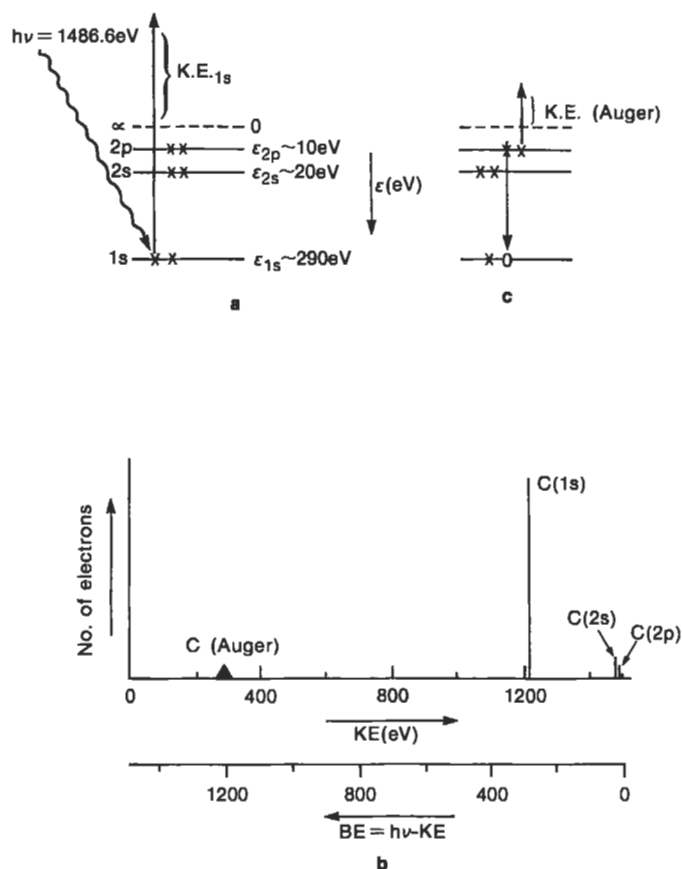 hν = 1486.6eV
K.E.1s
∝ 0
2p ε2p~10eV
2s ε2s~20eV
1s ε1s~290eV
a
ε(eV)
K.E. (Auger)
c
No. of electrons
C (Auger)
C(1s)
C(2s)
C(2p)
0 400 800 1200
KE(eV)
1200 800 400 0
BE = hν-KE
b